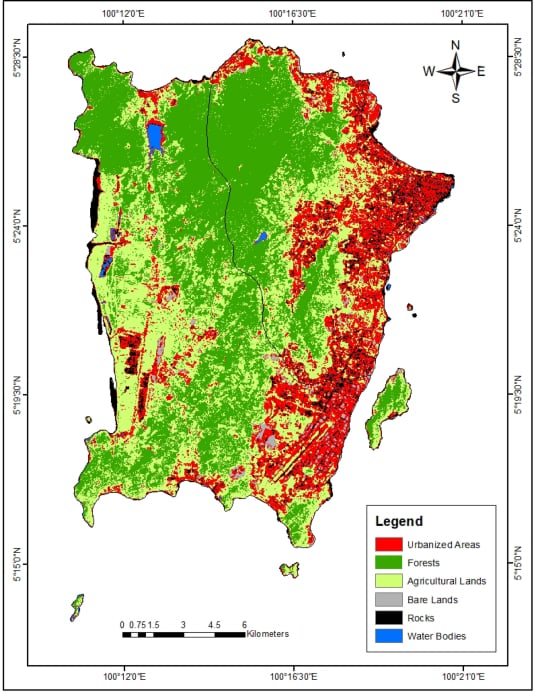 100°12'0"E 100°16'30"E 100°21'0"E
5°28'30"N 5°28'30"N
N
W E
S
5°24'0"N 5°24'0"N
5°19'30"N 5°19'30"N
5°15'0"N 5°15'0"N
Legend
Urbanized Areas
Forests
Agricultural Lands
Bare Lands
Rocks
Water Bodies
0 0.75 1.5 3 4.5 6
Kilometers
100°12'0"E 100°16'30"E 100°21'0"E